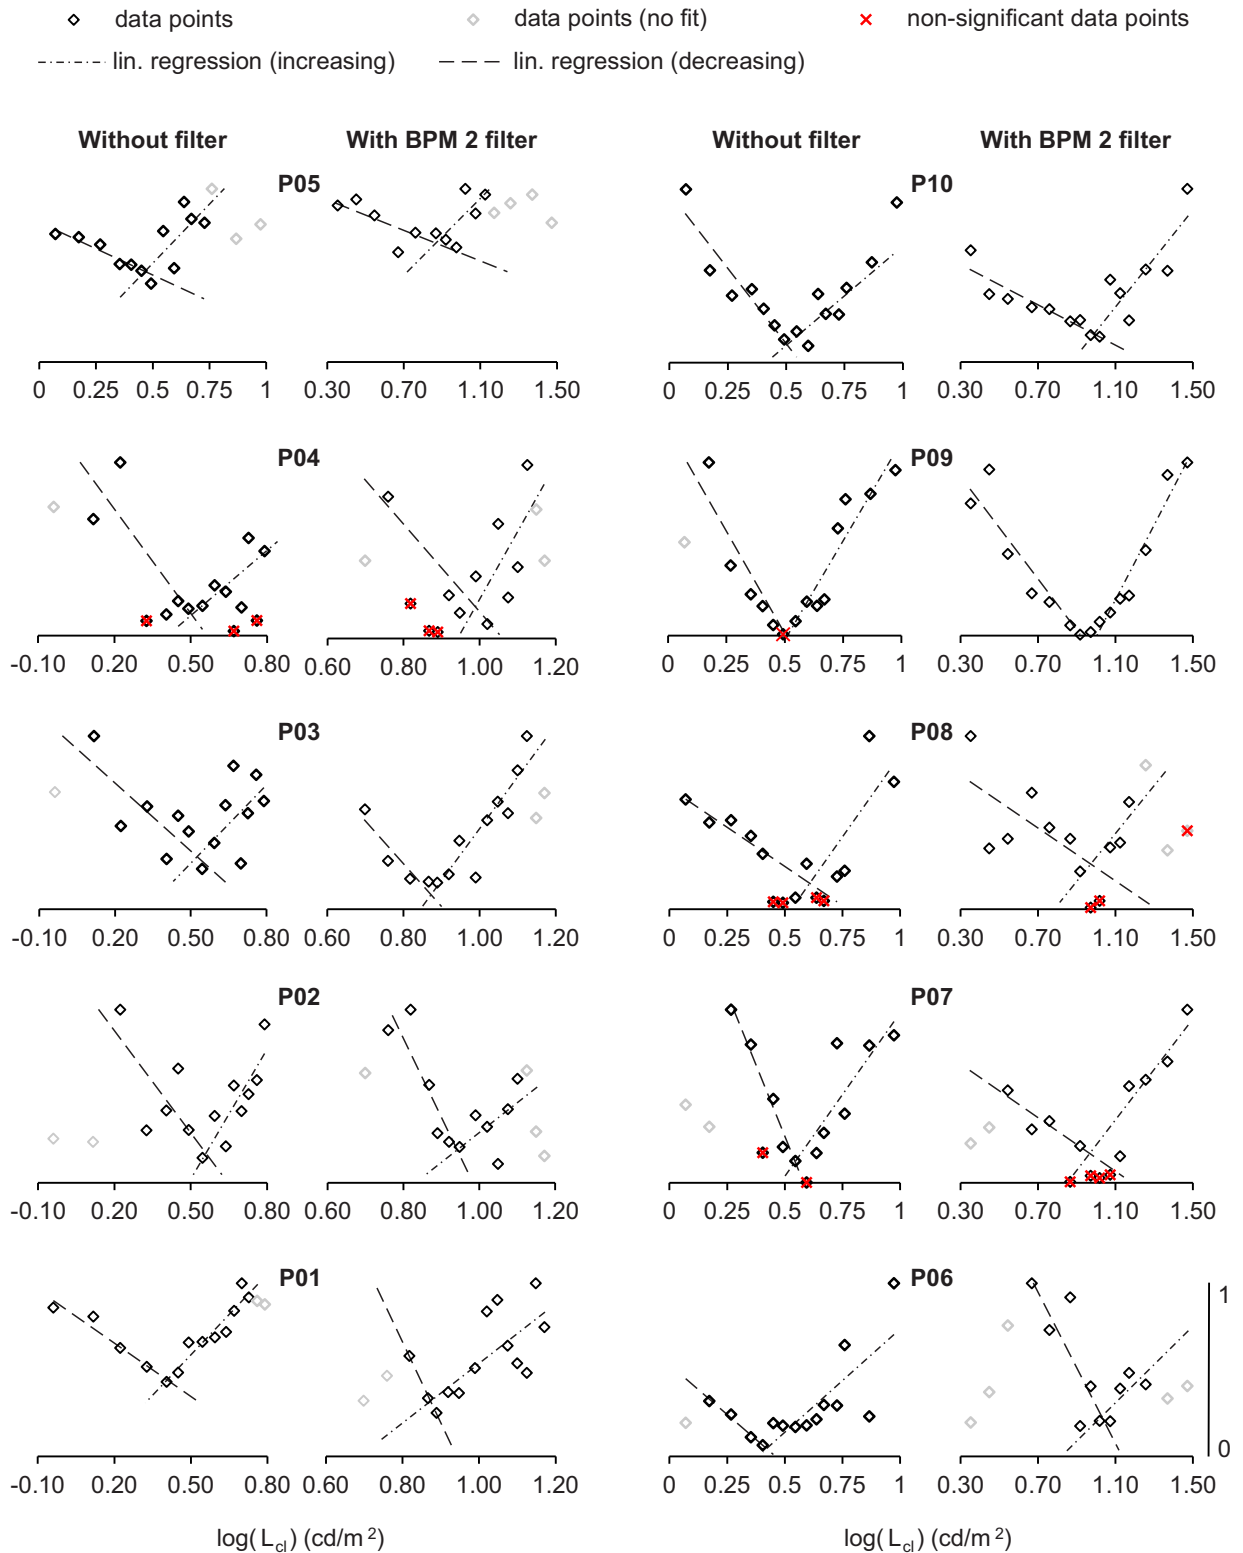 data points data points (no fit) non-significant data points
lin. regression (increasing) lin. regression (decreasing)
Without filter With BPM 2 filter Without filter With BPM 2 filter
P05 P10
0 0.25 0.5 0.75 1 0.30 0.70 1.10 1.50 0 0.25 0.5 0.75 1 0.30 0.70 1.10 1.50
P04 P09
-0.10 0.20 0.50 0.80 0.60 0.80 1.00 1.20 0 0.25 0.5 0.75 1 0.30 0.70 1.10 1.50
P03 P08
-0.10 0.20 0.50 0.80 0.60 0.80 1.00 1.20 0 0.25 0.5 0.75 1 0.30 0.70 1.10 1.50
P02 P07
-0.10 0.20 0.50 0.80 0.60 0.80 1.00 1.20 0 0.25 0.5 0.75 1 0.30 0.70 1.10 1.50
P01 P06
1
0
-0.10 0.20 0.50 0.80 0.60 0.80 1.00 1.20 0 0.25 0.5 0.75 1 0.30 0.70 1.10 1.50
log(L_cl) (cd/m²) log(L_cl) (cd/m²)